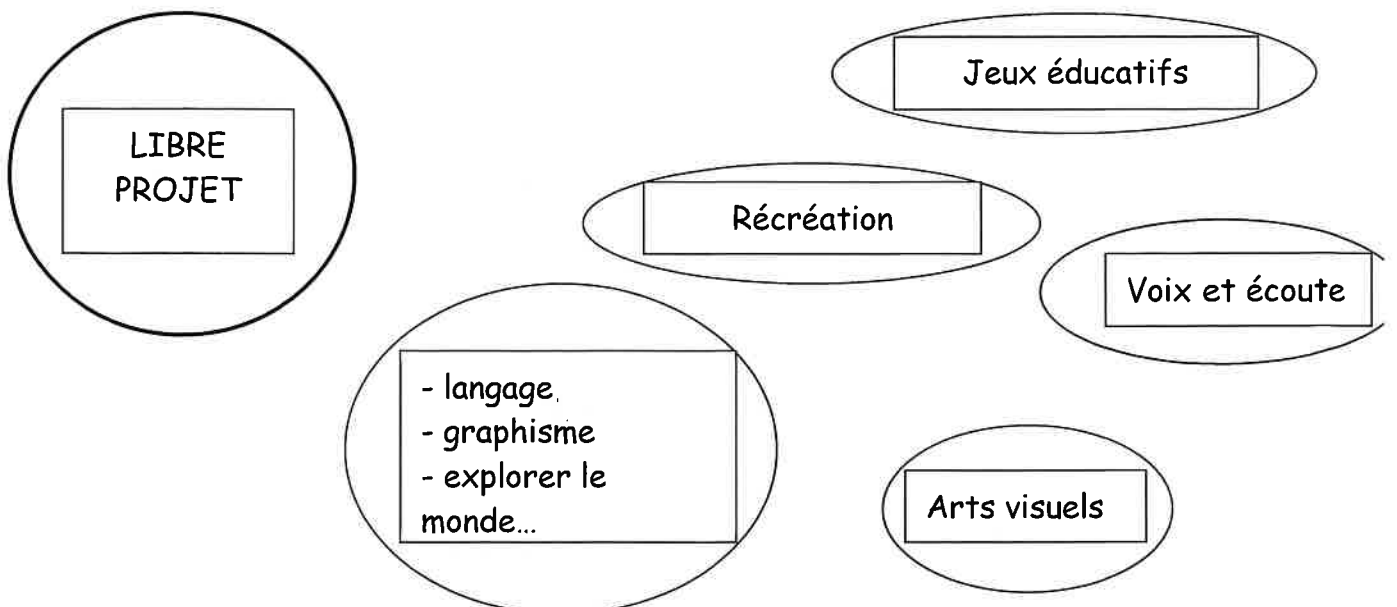 LIBRE
PROJET
Jeux éducatifs
Récréation
Voix et écoute
- langage
- graphisme
- explorer le
monde...
Arts visuels